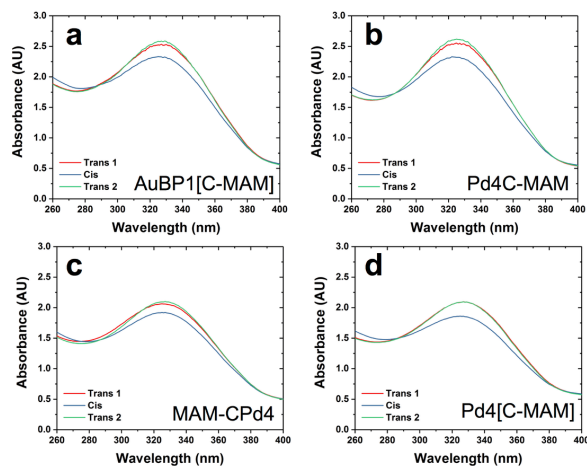 a
3.0
2.5
2.0
1.5
1.0
0.5
0.0
Absorbance (AU)
Trans 1
Cis
Trans 2
AuBP1[C-MAM]
260 280 300 320 340 360 380 400
Wavelength (nm)
b
3.0
2.5
2.0
1.5
1.0
0.5
0.0
Absorbance (AU)
Trans 1
Cis
Trans 2
Pd4C-MAM
260 280 300 320 340 360 380 400
Wavelength (nm)
c
3.0
2.5
2.0
1.5
1.0
0.5
0.0
Absorbance (AU)
Trans 1
Cis
Trans 2
MAM-CPd4
260 280 300 320 340 360 380 400
Wavelength (nm)
d
3.0
2.5
2.0
1.5
1.0
0.5
0.0
Absorbance (AU)
Trans 1
Cis
Trans 2
Pd4[C-MAM]
260 280 300 320 340 360 380 400
Wavelength (nm)